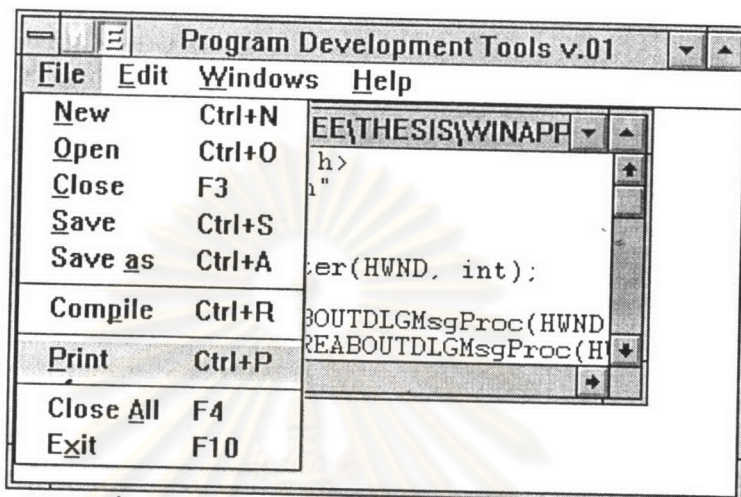 Program Development Tools v.01
File Edit Windows Help
New Ctrl+N
Open Ctrl+O
Close F3
Save Ctrl+S
Save as Ctrl+A
Compile Ctrl+R
Print Ctrl+P
Close All F4
Exit F10
EE\THESIS\WINAPP
h>
"
ter(HWND, int);
BOUTDLGMsgProc(HWND
REABOUTDLGMsgProc(HW